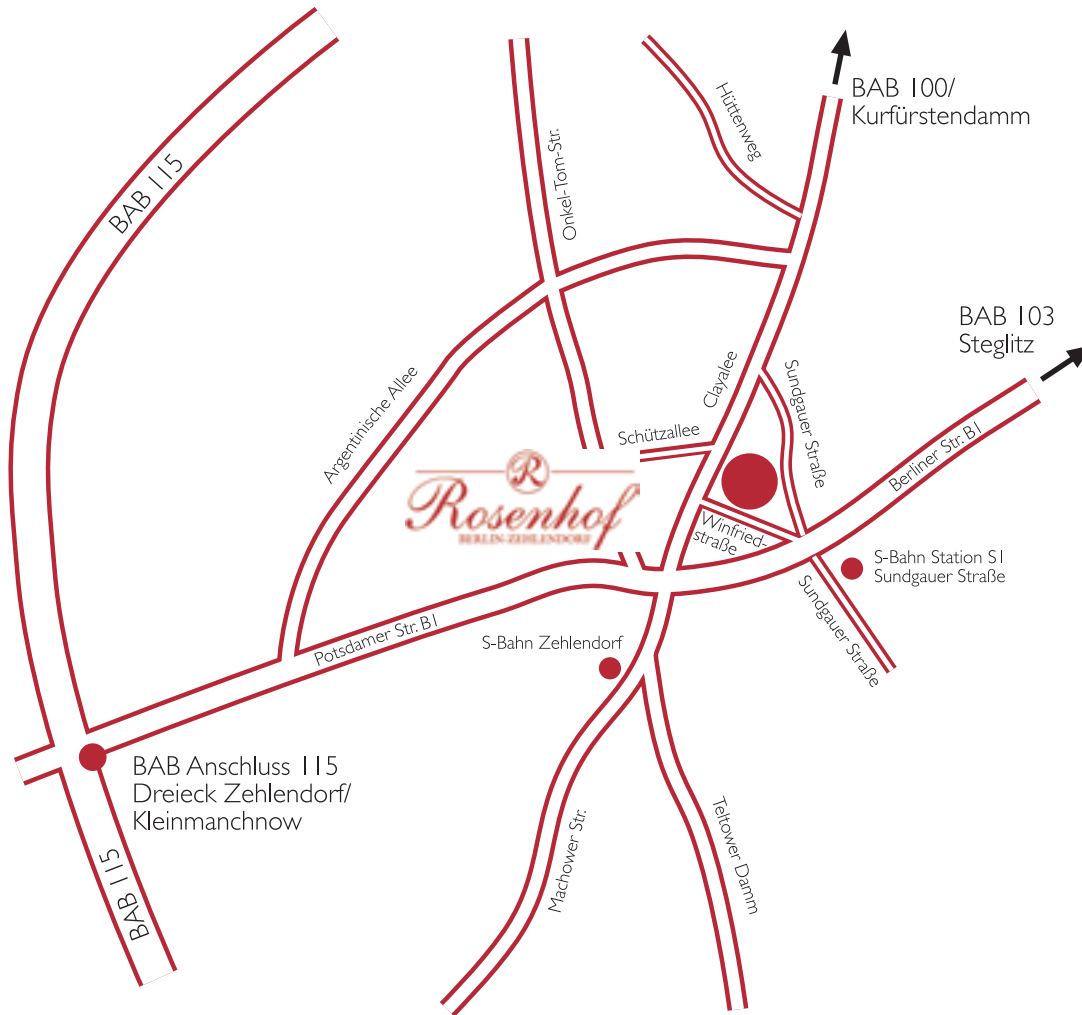 BAB 100/
Kurfürstendamm
Hüttenweg
BAB 115
Onkel-Tom-Str.
BAB 103
Steglitz
Clayalee
Sundgauer Straße
Argentinische Allee
Schützallee
Berliner Str. B1
R
Rosenhof
BERLIN-ZEHLENDORF
Winfried-
straße
S-Bahn Station S1
Sundgauer Straße
Sundgauer Straße
Potsdamer Str. B1
S-Bahn Zehlendorf
BAB Anschluss 115
Dreieck Zehlendorf/
Kleinmanchnow
Machower Str.
Teltower Damm
BAB 115